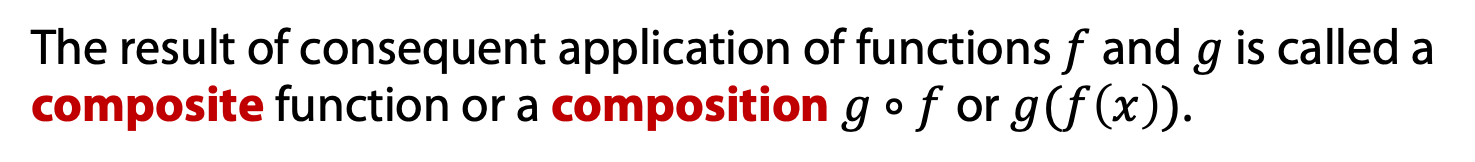 The result of consequent application of functions f and g is called a
composite function or a composition g ∘ f or g(f(x)).